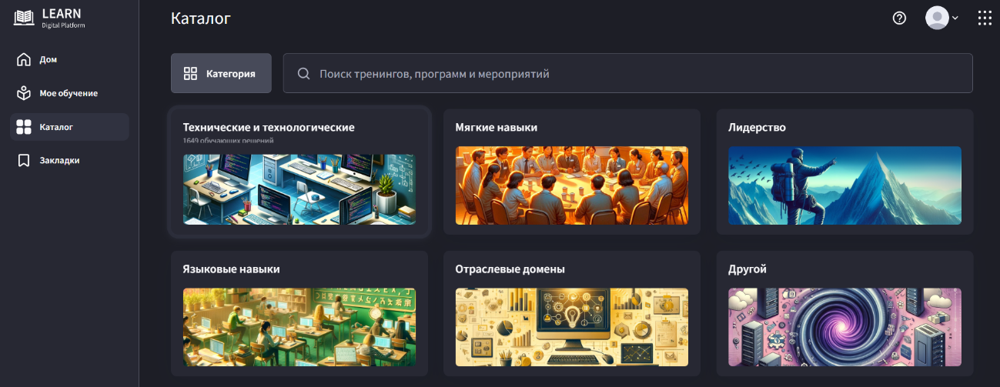 LEARN
Digital Platform
Каталог
Дом
Мое обучение
Каталог
Закладки
Категория
Поиск тренингов, программ и мероприятий
Технические и технологические
1649 обучающих решений
Мягкие навыки
Лидерство
Языковые навыки
Отраслевые домены
Другой